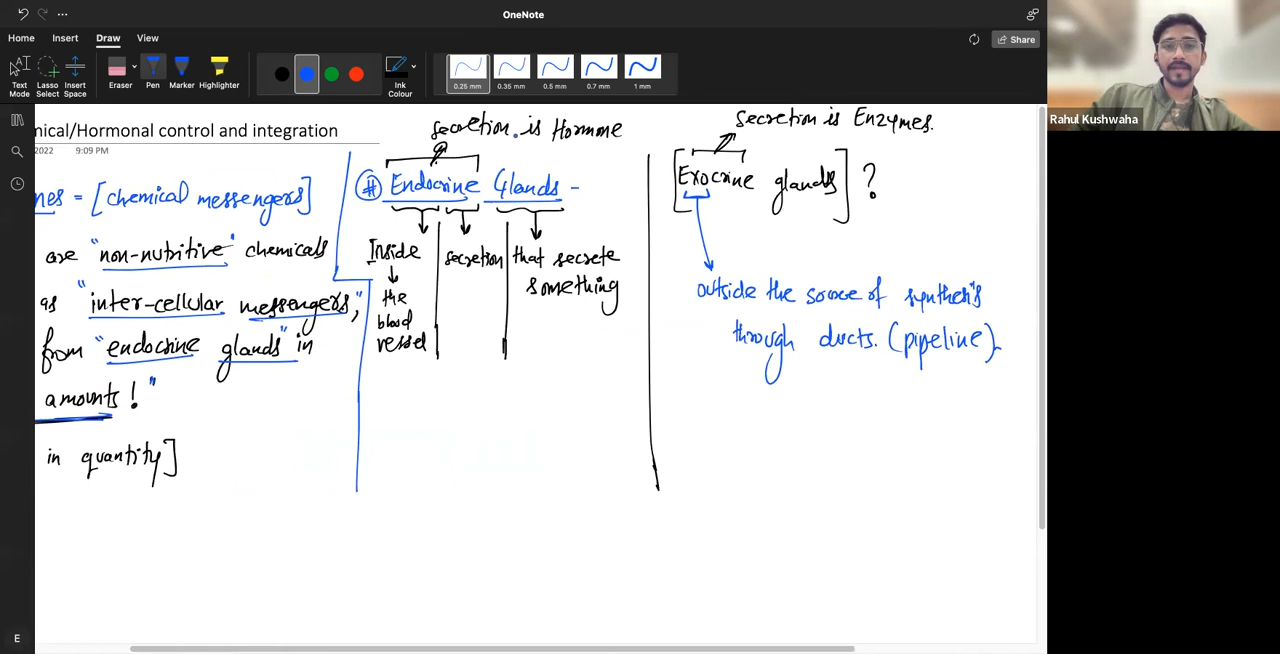 OneNote
Home Insert Draw View
Share
Text Mode
Lasso Select
Insert Space
Eraser
Pen
Marker
Highlighter
Ink Colour
0.25 mm
0.35 mm
0.5 mm
0.7 mm
1 mm
Rahul Kushwaha
mical/Hormonal control and integration
2022 9:09 PM
nes = [chemical messengers]
are "non-nutritive" chemicals
as "inter-cellular messengers,"
from "endocrine glands" in
amounts!"
in quantity]
secretion. is Hormone
# Endocrine Glands -
Inside
the
blood
vessel
secretion
that secrete
something
Secretion is Enzymes.
[Exocrine glands] ?
outside the source of synthesis
through ducts. (pipeline).
E